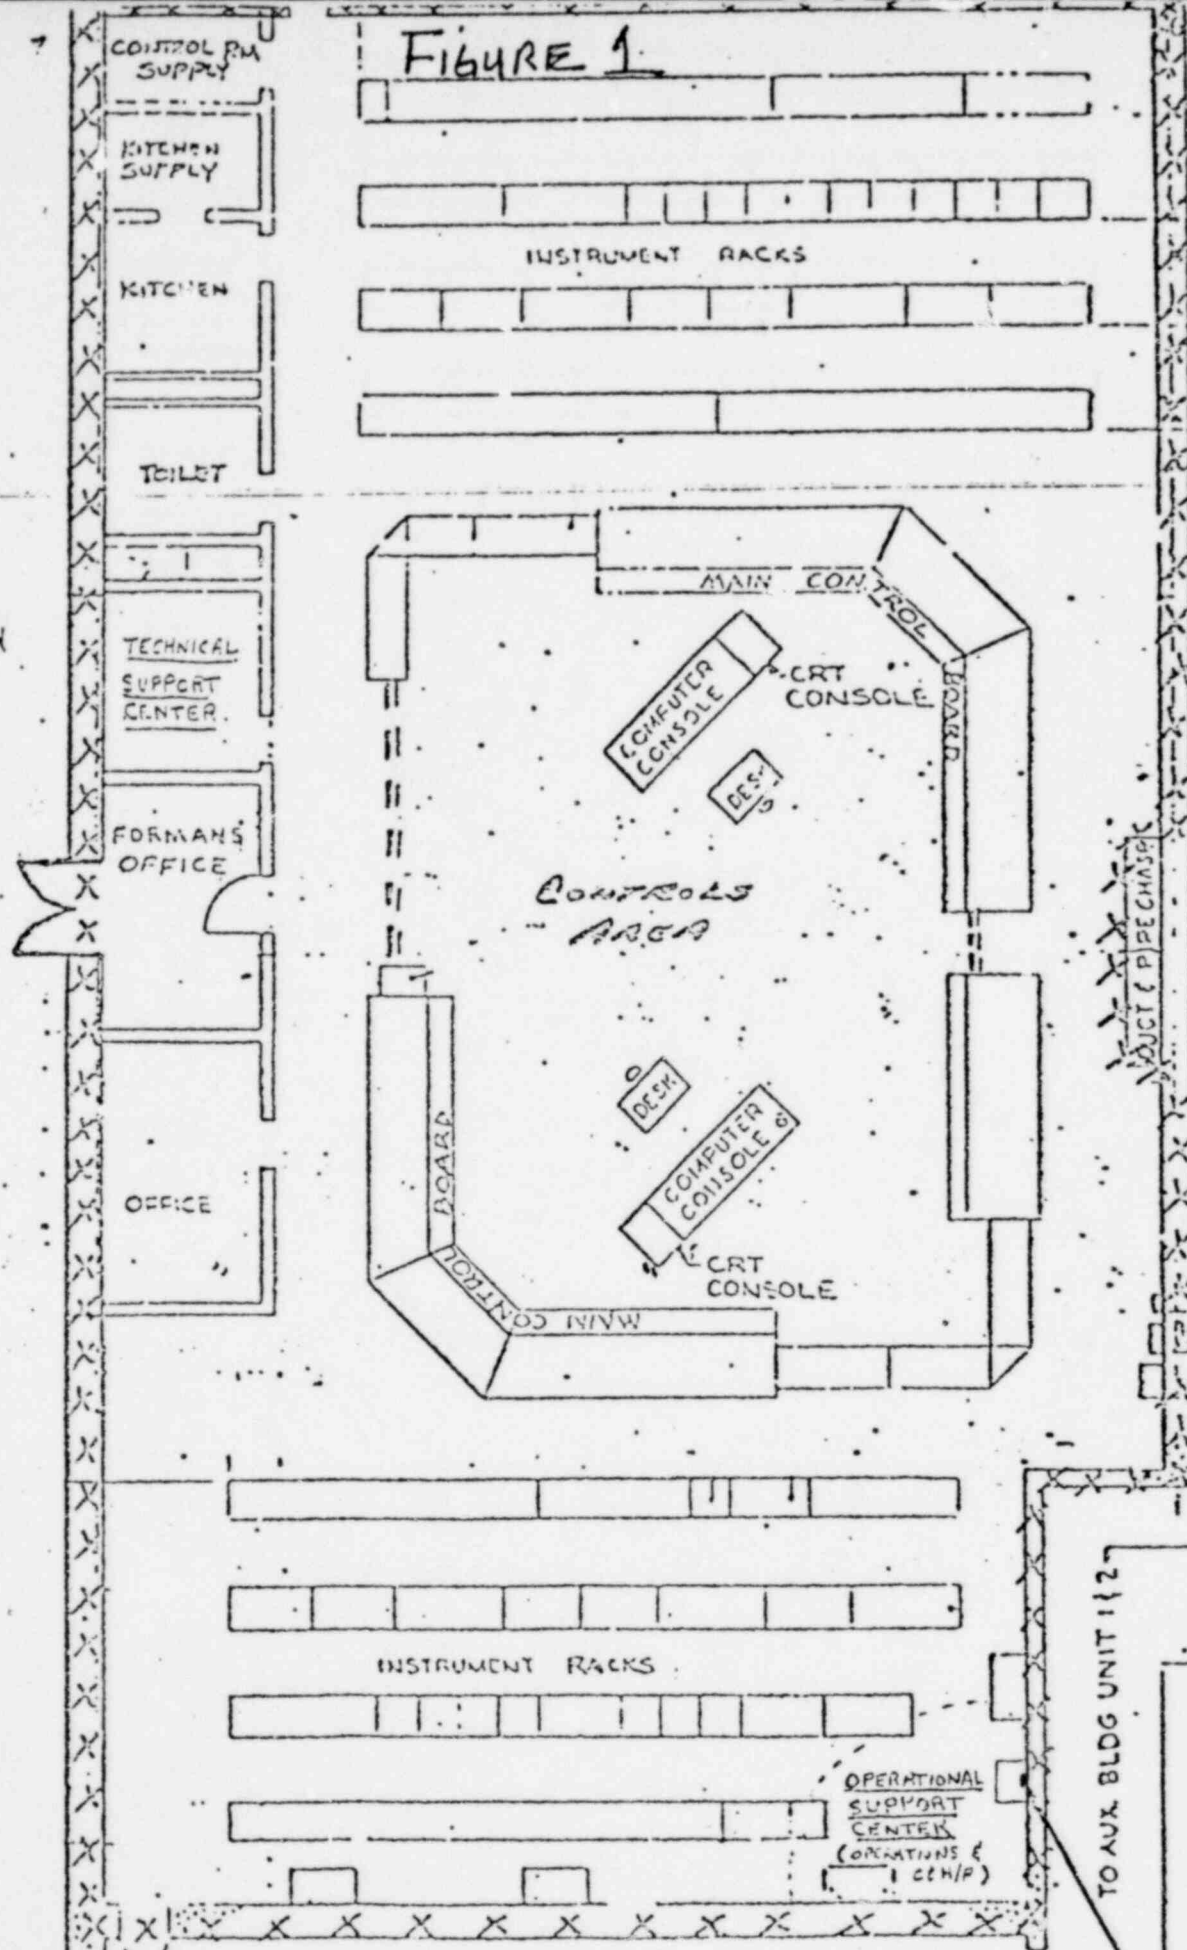 FIGURE 1
CONTROL RM
SUPPLY
KITCHEN
SUPPLY
INSTRUMENT RACKS
KITCHEN
TOILET
MAIN CONTROL BOARD
TECHNICAL
SUPPORT
CENTER
COMPUTER
CONSOLE
CRT
CONSOLE
DESK
FORMANS
OFFICE
CONTROLS
AREA
DUCT & PIPECHASE
DESK
COMPUTER
CONSOLE
BOARD
OFFICE
CRT
CONSOLE
MAIN CONTROL
INSTRUMENT RACKS
TO AUX BLDG UNIT 1 & 2
OPERATIONAL
SUPPORT
CENTER
(OPERATIONS &